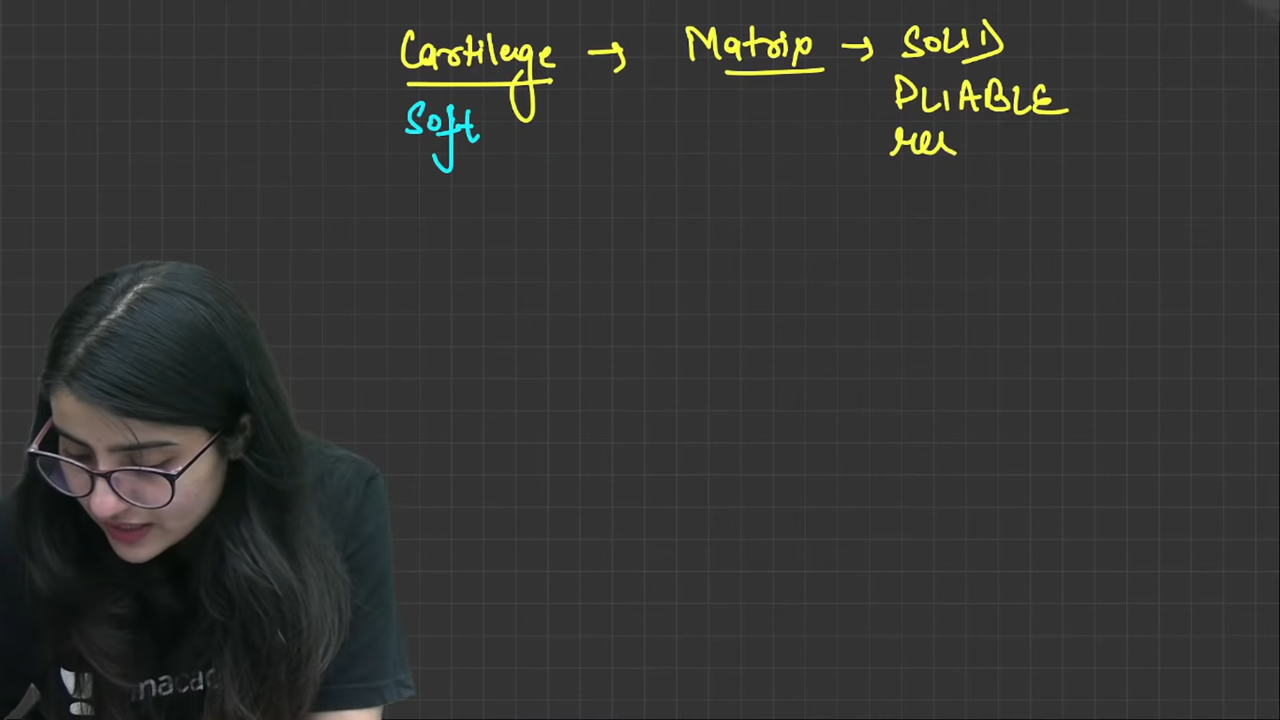 Cartilage → Matrix → SOLID
Soft
PLIABLE